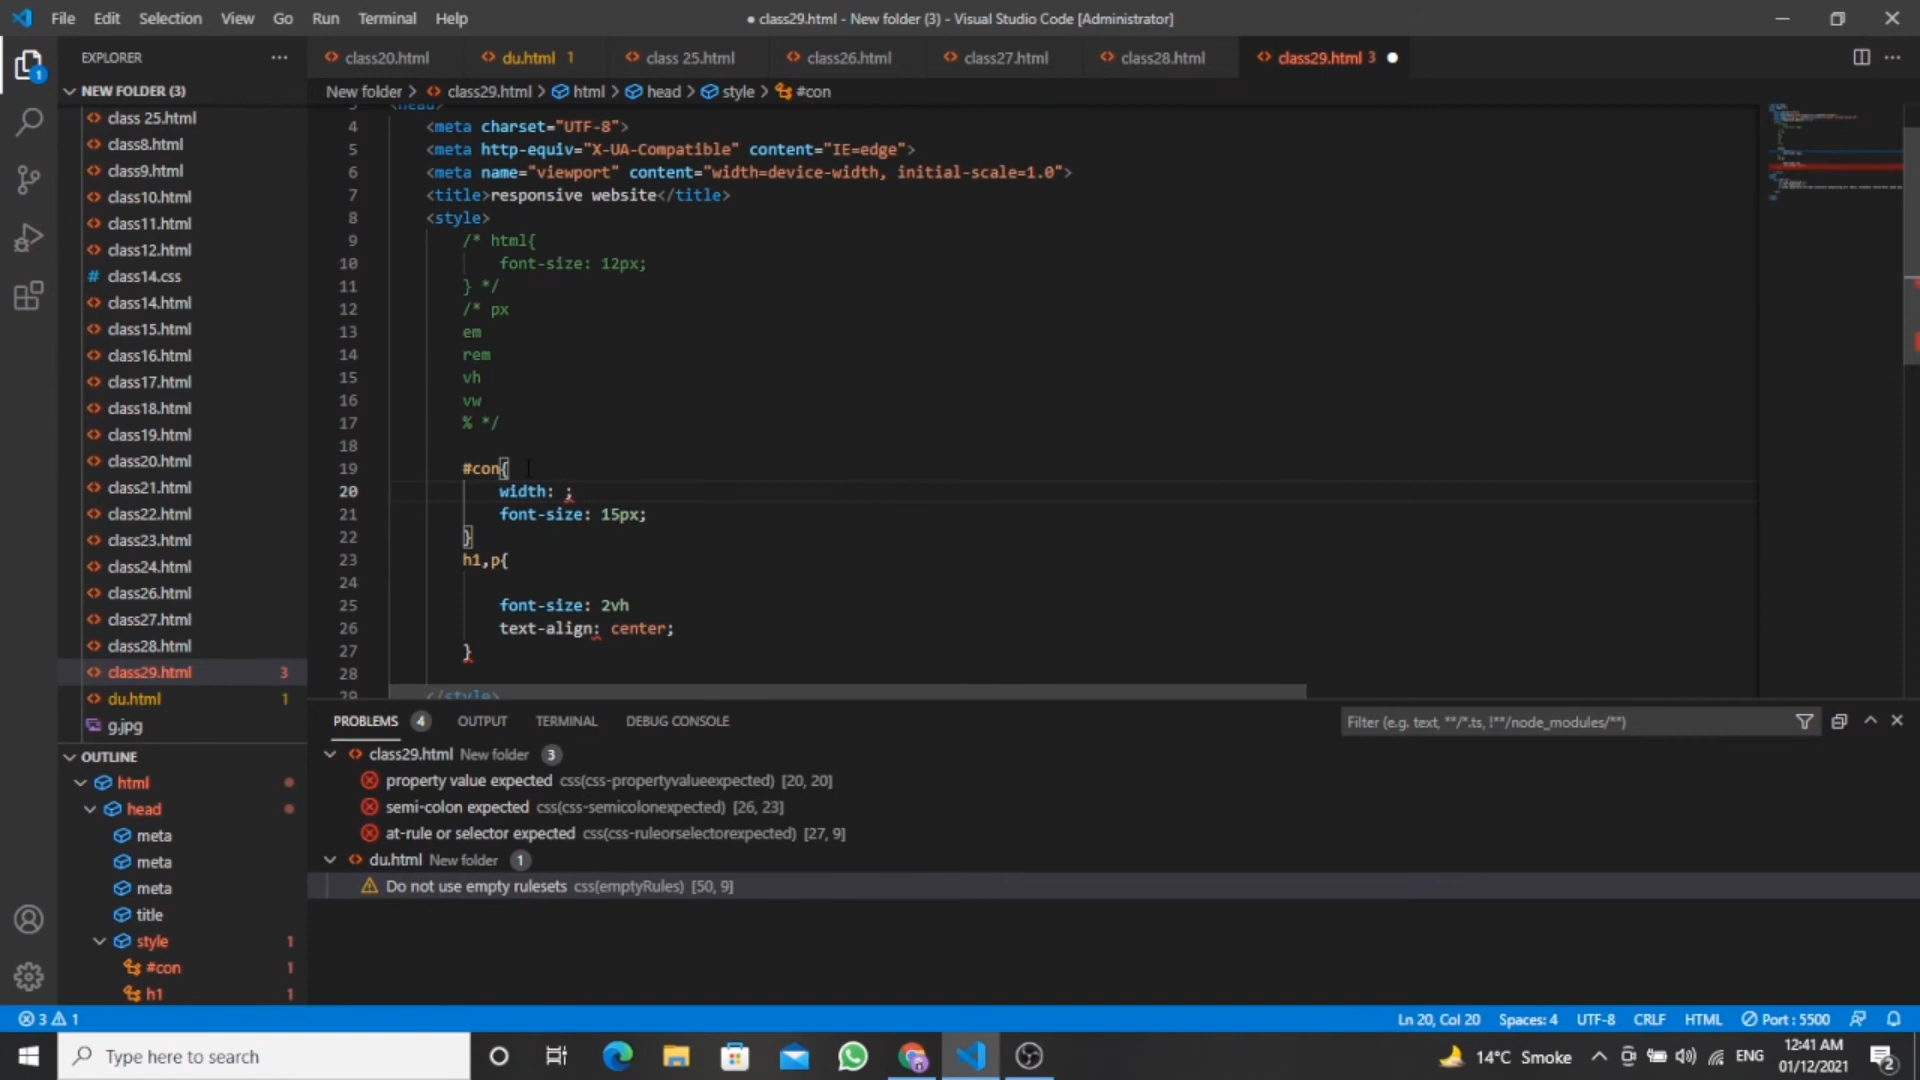 File Edit Selection View Go Run Terminal Help
● class29.html - New folder (3) - Visual Studio Code [Administrator]
EXPLORER
class20.html
du.html 1
class 25.html
class26.html
class27.html
class28.html
class29.html 3
NEW FOLDER (3)
New folder > class29.html > html > head > style > #con
class 25.html
class8.html
class9.html
class10.html
class11.html
class12.html
class14.css
class14.html
class15.html
class16.html
class17.html
class18.html
class19.html
class20.html
class21.html
class22.html
class23.html
class24.html
class26.html
class27.html
class28.html
class29.html 3
du.html 1
g.jpg
OUTLINE
html
head
meta
meta
meta
title
style 1
#con 1
h1 1
3 <head>
4 <meta charset="UTF-8">
5 <meta http-equiv="X-UA-Compatible" content="IE=edge">
6 <meta name="viewport" content="width=device-width, initial-scale=1.0">
7 <title>responsive website</title>
8 <style>
9 /* html{
10 font-size: 12px;
11 } */
12 /* px
13 em
14 rem
15 vh
16 vw
17 % */
18
19 #con{
20 width: ;
21 font-size: 15px;
22 }
23 h1,p{
24
25 font-size: 2vh
26 text-align: center;
27 }
28
29 </style>
PROBLEMS 4 OUTPUT TERMINAL DEBUG CONSOLE
Filter (e.g. text, **/*.ts, !**/node_modules/**)
class29.html New folder 3
property value expected css(css-propertyvalueexpected) [20, 20]
semi-colon expected css(css-semicolonexpected) [26, 23]
at-rule or selector expected css(css-ruleorselectorexpected) [27, 9]
du.html New folder 1
Do not use empty rulesets css(emptyRules) [50, 9]
3 1
Ln 20, Col 20 Spaces: 4 UTF-8 CRLF HTML Port : 5500
Type here to search
14°C Smoke
ENG
12:41 AM
01/12/2021
2
1